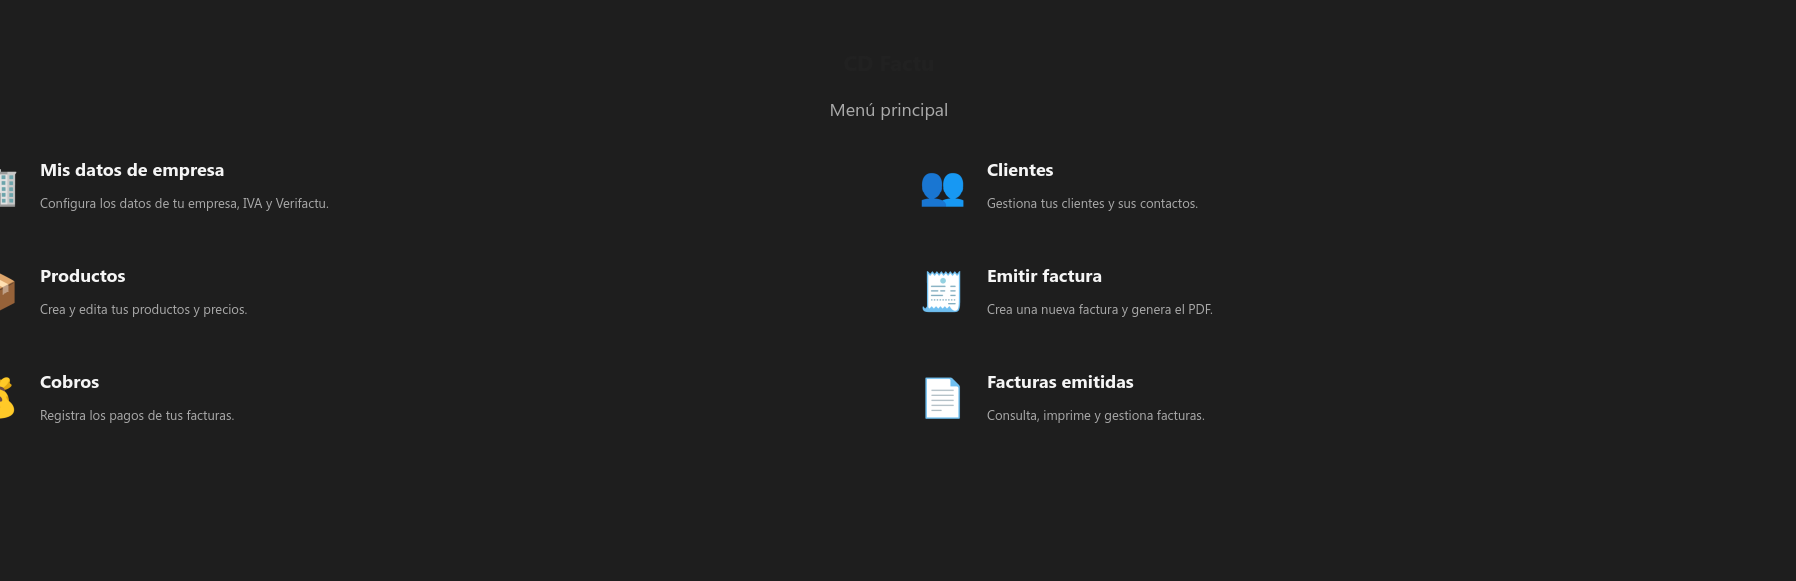 CD Factu
Menú principal
Mis datos de empresa
Configura los datos de tu empresa, IVA y Verifactu.
Clientes
Gestiona tus clientes y sus contactos.
Productos
Crea y edita tus productos y precios.
Emitir factura
Crea una nueva factura y genera el PDF.
Cobros
Registra los pagos de tus facturas.
Facturas emitidas
Consulta, imprime y gestiona facturas.